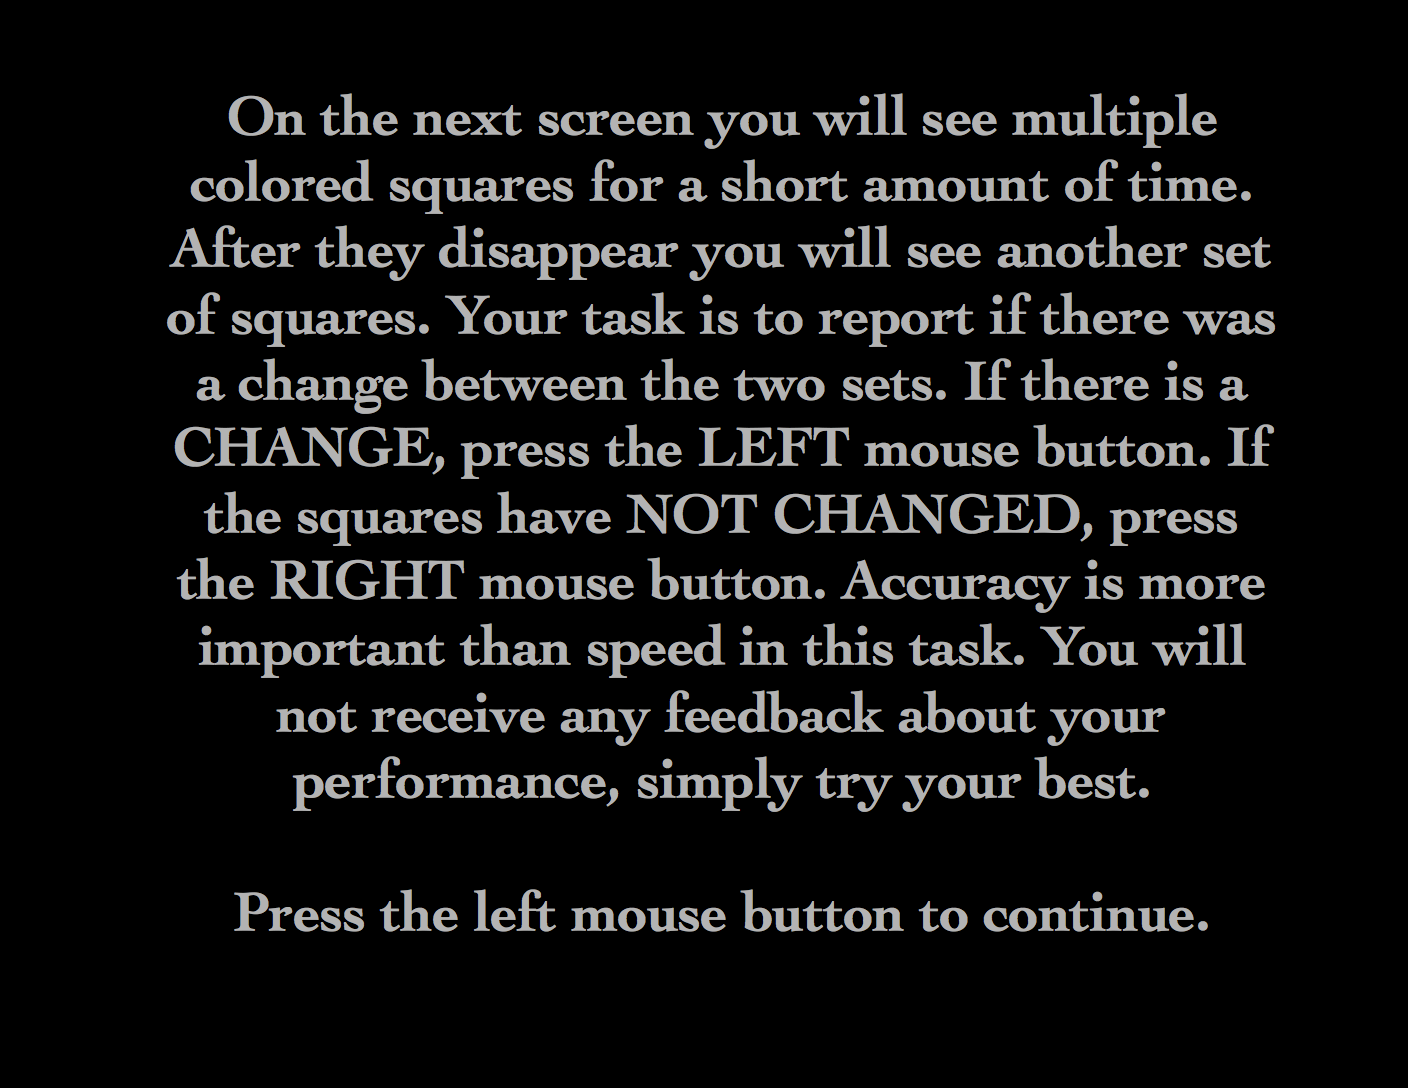 On the next screen you will see multiple
colored squares for a short amount of time.
After they disappear you will see another set
of squares. Your task is to report if there was
a change between the two sets. If there is a
CHANGE, press the LEFT mouse button. If
the squares have NOT CHANGED, press
the RIGHT mouse button. Accuracy is more
important than speed in this task. You will
not receive any feedback about your
performance, simply try your best.
Press the left mouse button to continue.